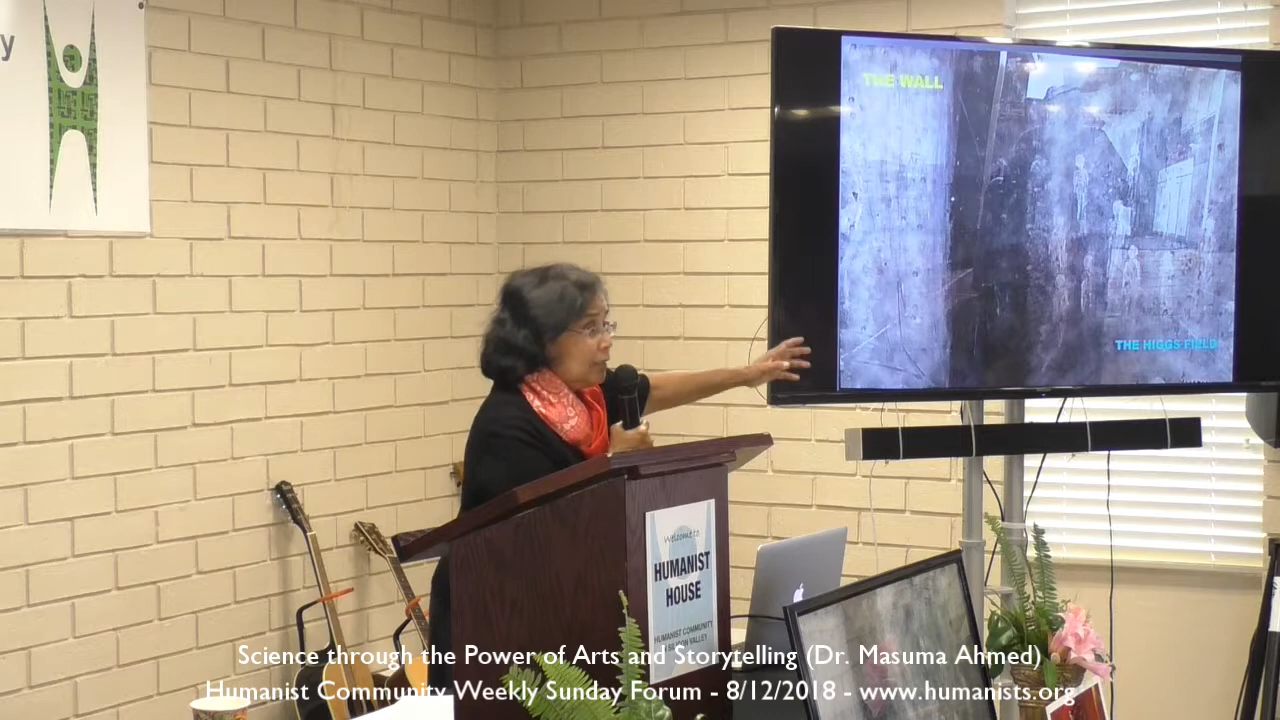 y
THE WALL
THE HIGGS FIELD
Welcome to
HUMANIST
HOUSE
HUMANIST COMMUNITY
Science through the Power of Arts and Storytelling (Dr. Masuma Ahmed)
Humanist Community Weekly Sunday Forum - 8/12/2018 - www.humanists.org